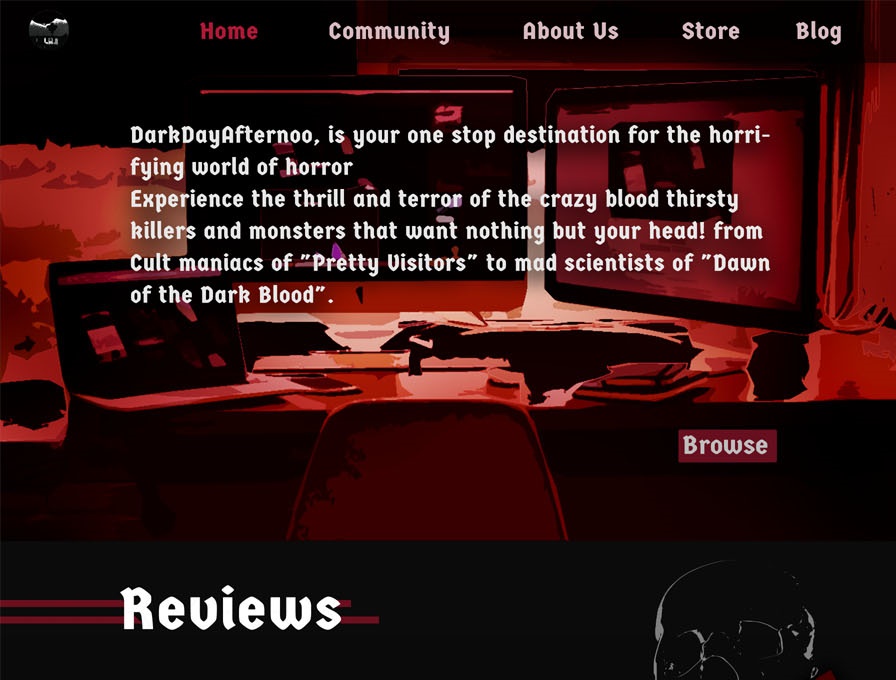 Home Community About Us Store Blog
DarkDayAfternoo, is your one stop destination for the horri-
fying world of horror
Experience the thrill and terror of the crazy blood thirsty
killers and monsters that want nothing but your head! from
Cult maniacs of "Pretty Visitors" to mad scientists of "Dawn
of the Dark Blood".
Browse
Reviews